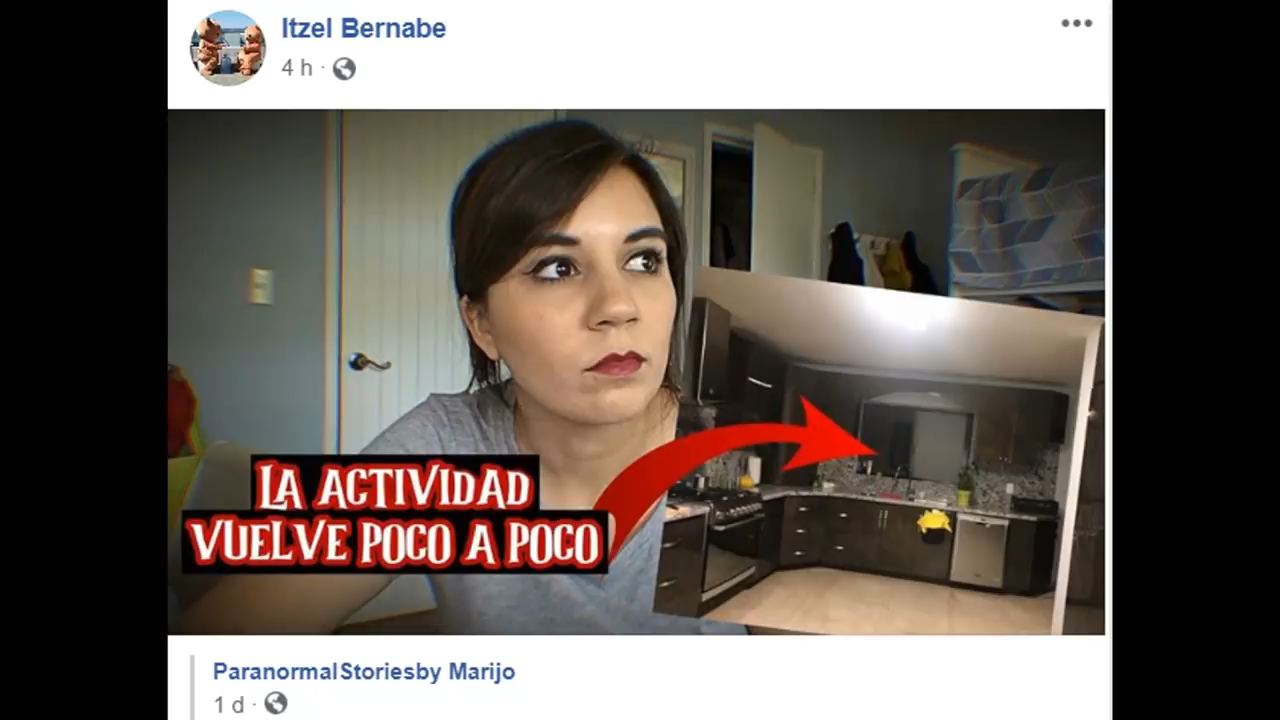 Itzel Bernabe
4 h ·
LA ACTIVIDAD
VUELVE POCO A POCO
ParanormalStoriesby Marijo
1 d ·